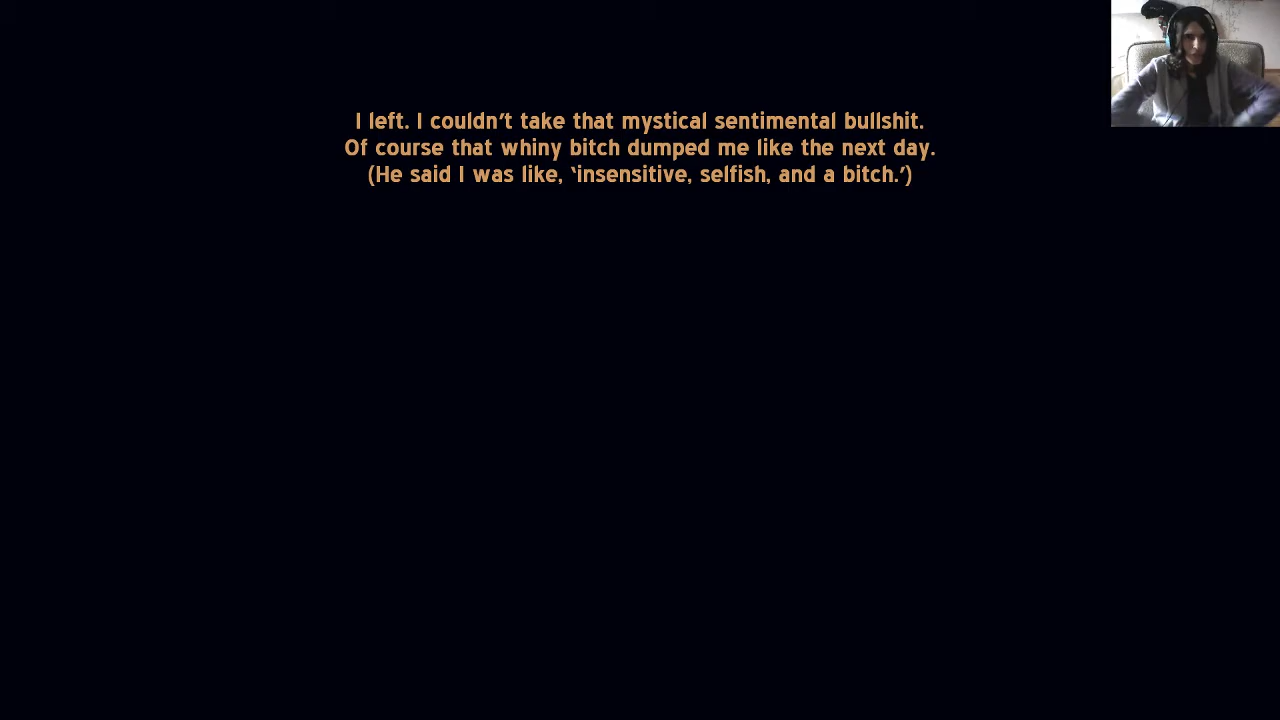 I left. I couldn't take that mystical sentimental bullshit.
Of course that whiny bitch dumped me like the next day.
(He said I was like, ‘insensitive, selfish, and a bitch.’)